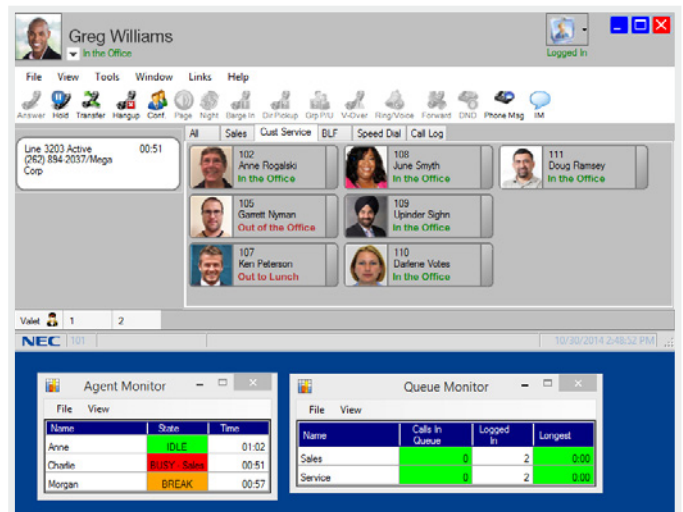 Greg Williams
In the Office
Logged In
File View Tools Window Links Help
Answer Hold Transfer Hangup Conf. Page Night Barge In Dir Pickup Grp P/U V-Over Ring/Voice Forward DND Phone Msg IM
All Sales Cust Service BLF Speed Dial Call Log
Line 3203 Active 00:51
(262) 894-2037/Mega
Corp
102
Anne Rogalski
In the Office
108
June Smyth
In the Office
111
Doug Ramsey
In the Office
105
Garrett Nyman
Out of the Office
109
Upinder Sighn
In the Office
107
Ken Peterson
Out to Lunch
110
Darlene Votes
In the Office
Valet 1 2
NEC 101 10/30/2014 2:48:52 PM
Agent Monitor
File View
Name State Time
Anne IDLE 01:02
Charlie BUSY - Sales 00:51
Morgan BREAK 00:57
Queue Monitor
File View
Name Calls In Queue Logged In Longest
Sales 0 2 0:00
Service 0 2 0:00